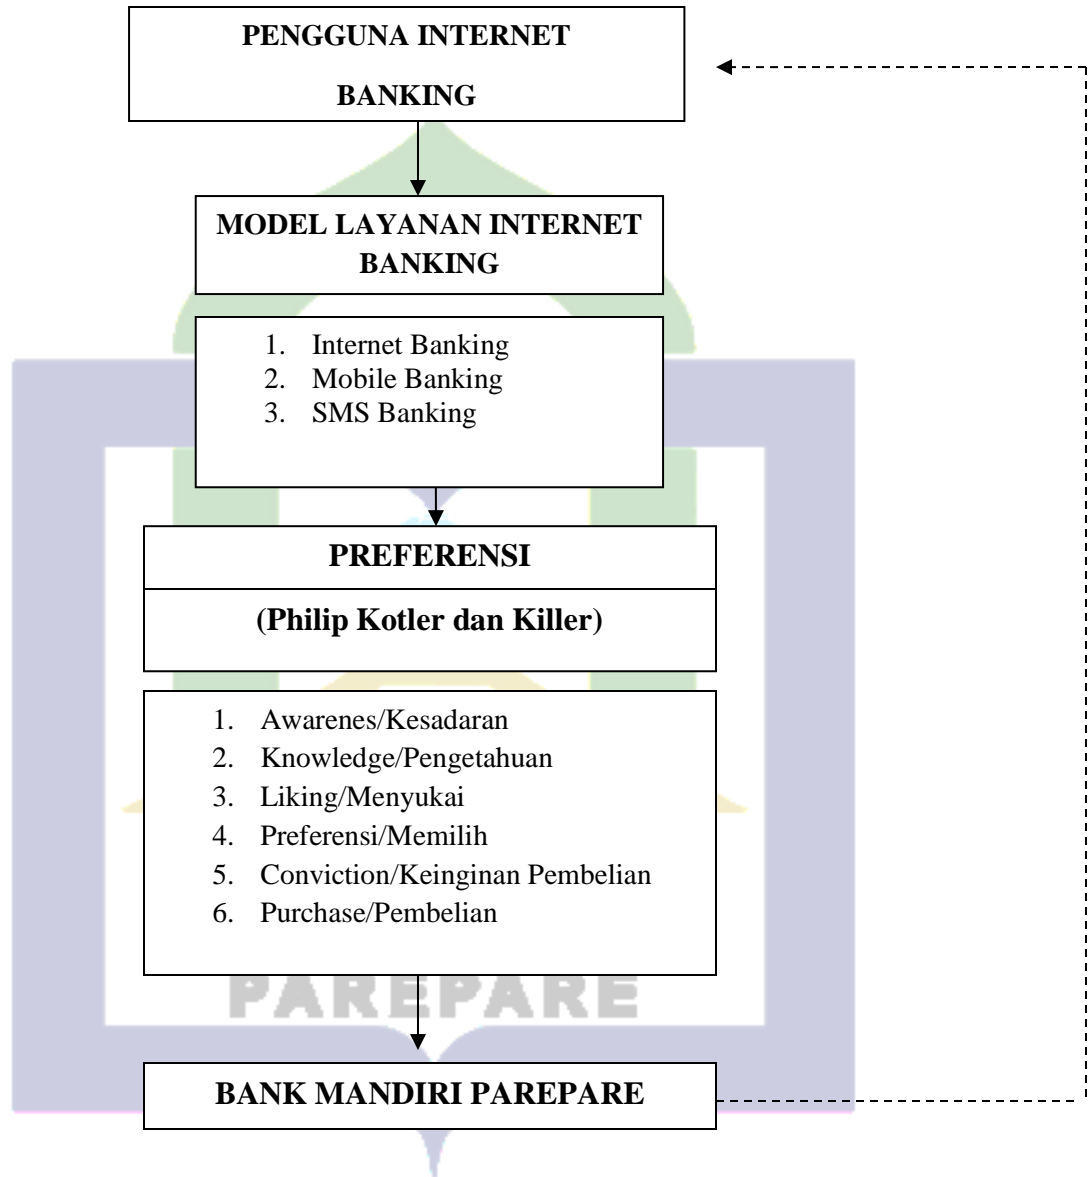 PENGGUNA INTERNET
BANKING
MODEL LAYANAN INTERNET
BANKING
1. Internet Banking
2. Mobile Banking
3. SMS Banking
PREFERENSI
(Philip Kotler dan Killer)
1. Awarenes/Kesadaran
2. Knowledge/Pengetahuan
3. Liking/Menyukai
4. Preferensi/Memilih
5. Conviction/Keinginan Pembelian
6. Purchase/Pembelian
PAREPARE
BANK MANDIRI PAREPARE